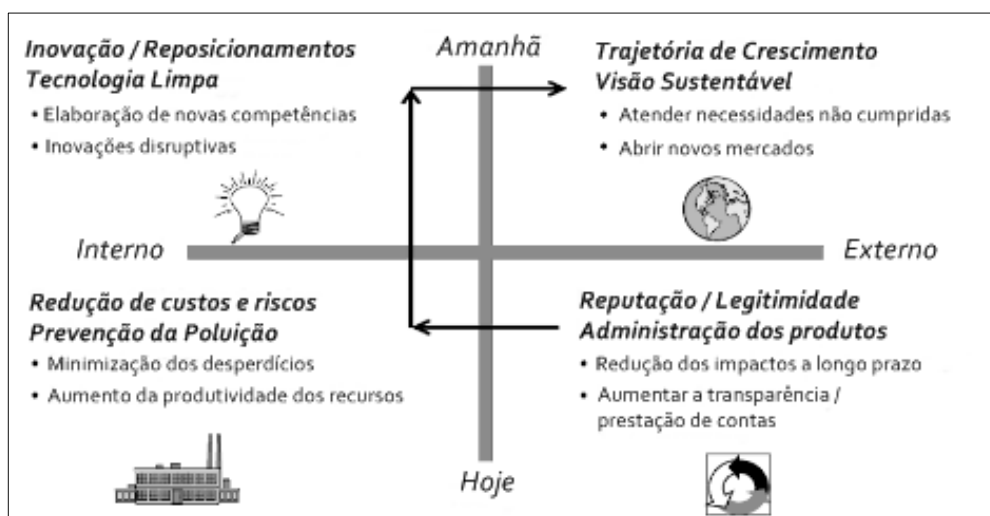 Inovação / Reposicionamentos
Tecnologia Limpa
• Elaboração de novas competências
• Inovações disruptivas
Amanhã
Trajetória de Crescimento
Visão Sustentável
• Atender necessidades não cumpridas
• Abrir novos mercados
Interno
Externo
Redução de custos e riscos
Prevenção da Poluição
• Minimização dos desperdícios
• Aumento da produtividade dos recursos
Reputação / Legitimidade
Administração dos produtos
• Redução dos impactos a longo prazo
• Aumentar a transparência /
prestação de contas
Hoje